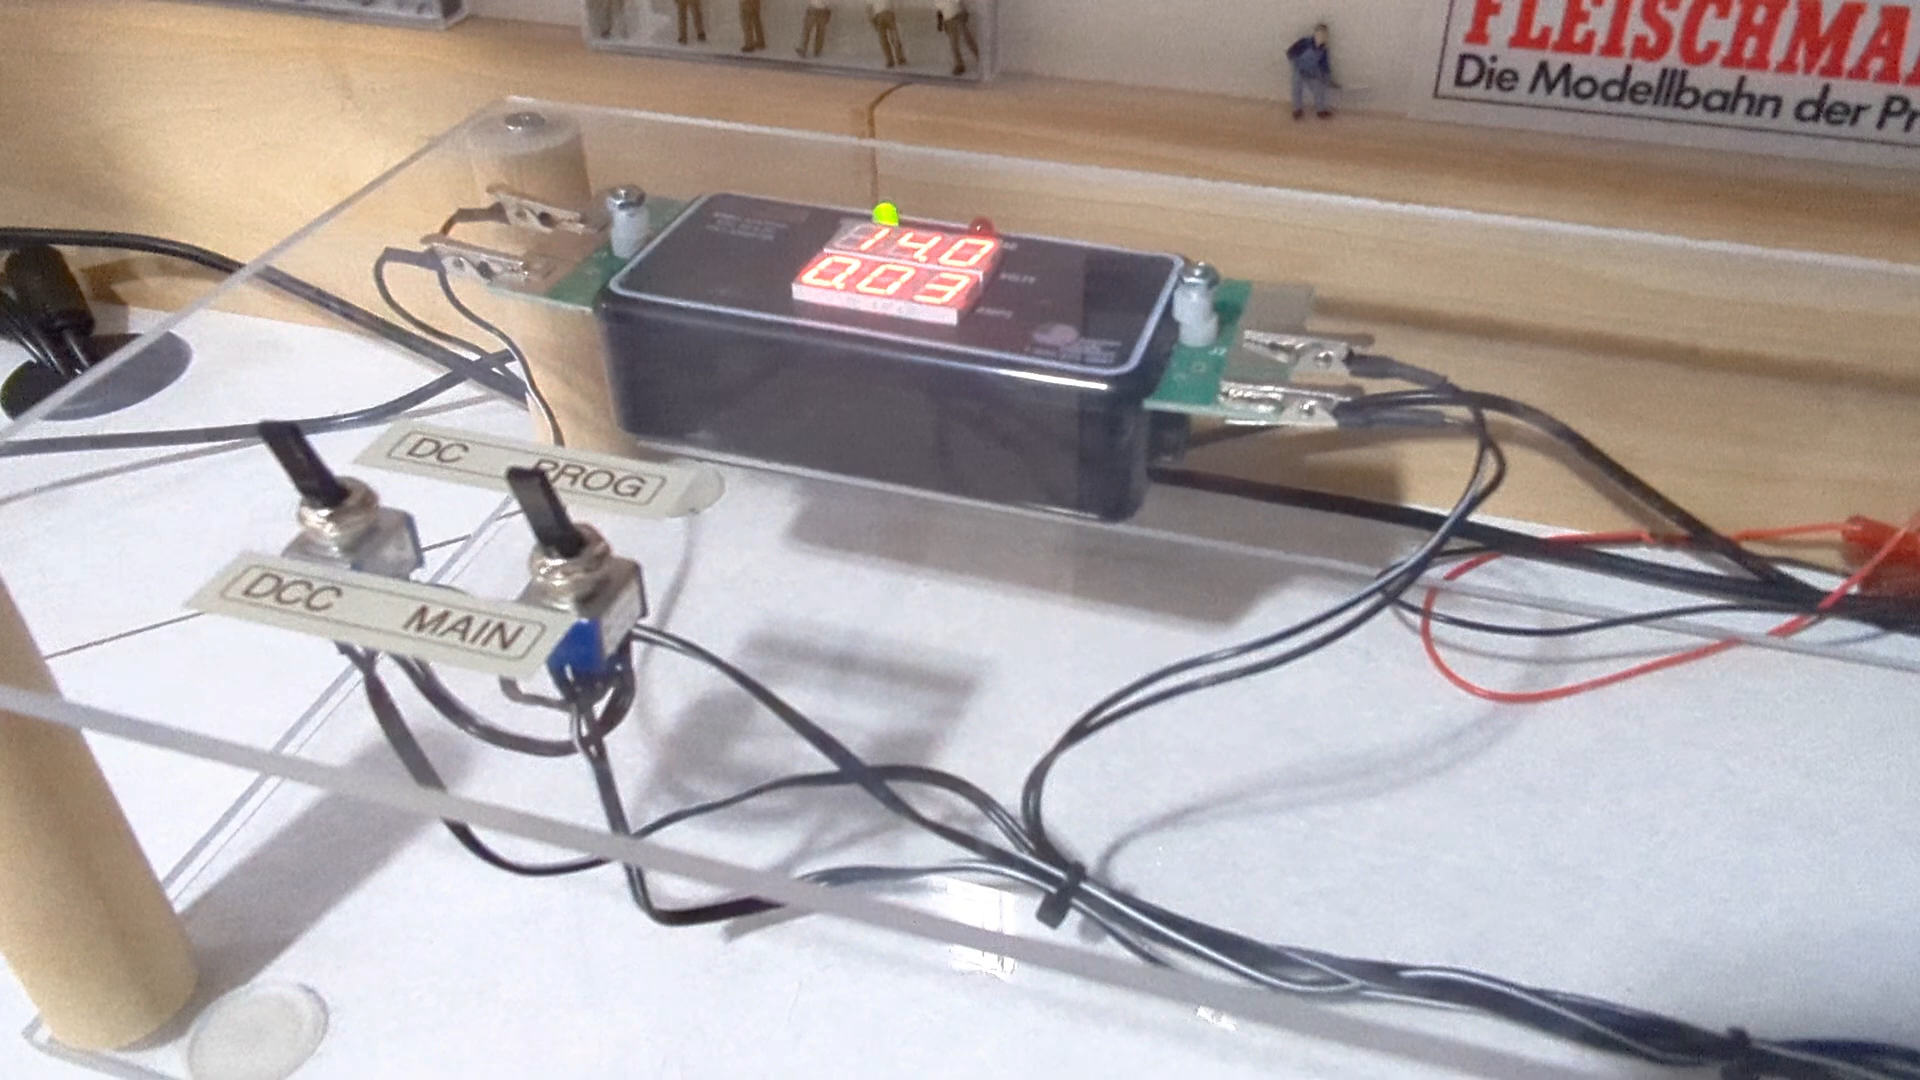 FLEISCHMA
Die Modellbahn der Pr
14.0
VOLTS
0.03
AMPS
DC PROG
DCC MAIN